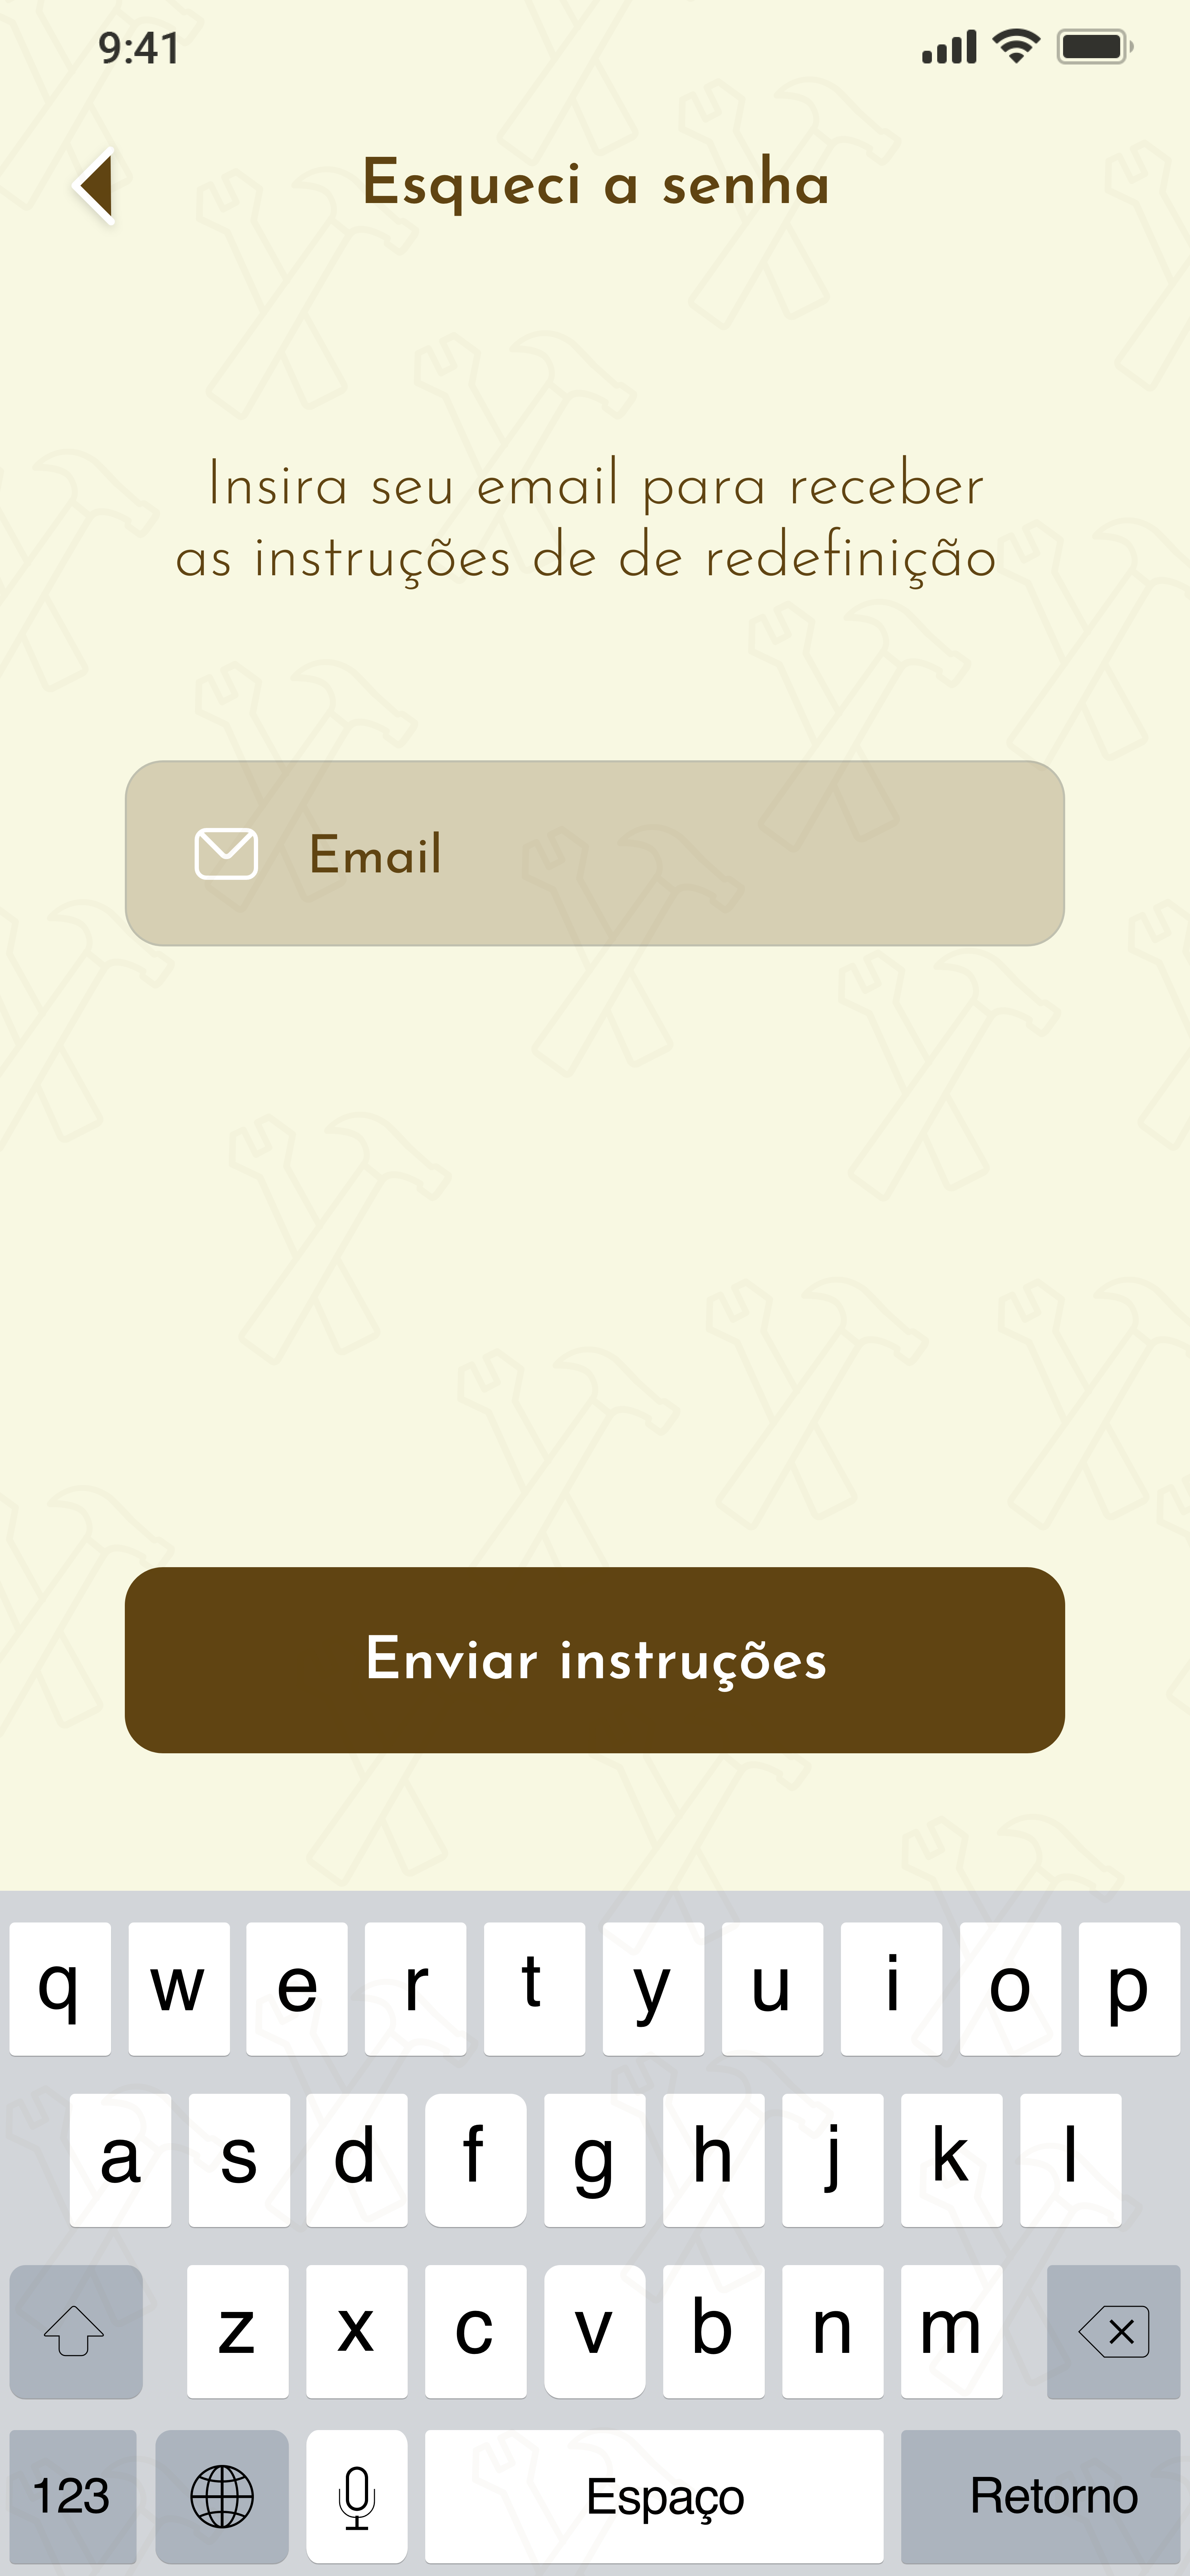 9:41
Esqueci a senha
Insira seu email para receber
as instruções de de redefinição
Email
Enviar instruções
q w e r t y u i o p
a s d f g h j k l
z x c v b n m
123 Espaço Retorno